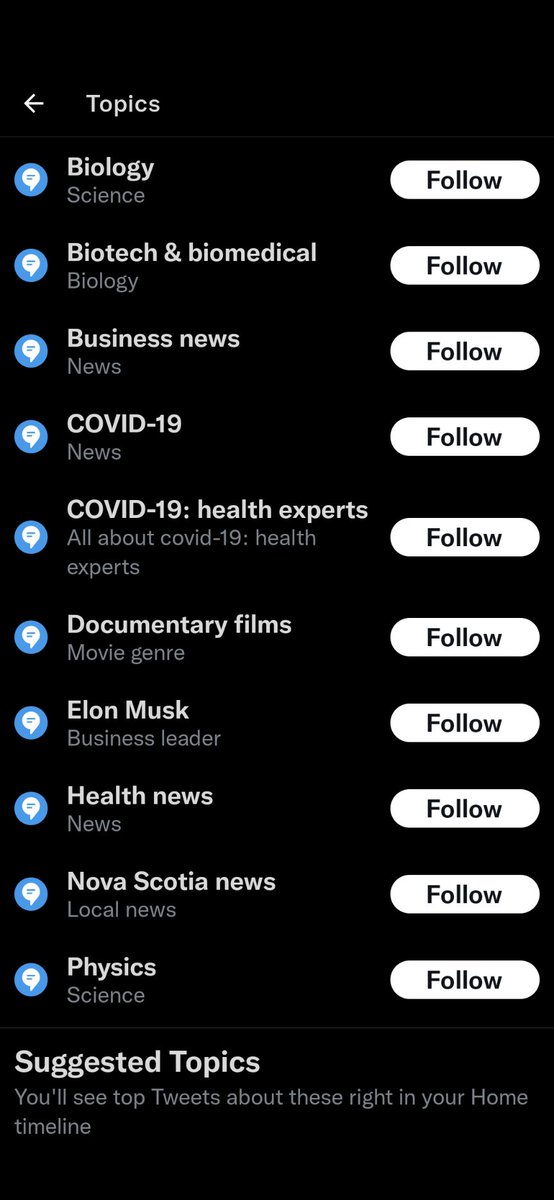 Topics
Biology
Science
Follow
Biotech & biomedical
Biology
Follow
Business news
News
Follow
COVID-19
News
Follow
COVID-19: health experts
All about covid-19: health
experts
Follow
Documentary films
Movie genre
Follow
Elon Musk
Business leader
Follow
Health news
News
Follow
Nova Scotia news
Local news
Follow
Physics
Science
Follow
Suggested Topics
You'll see top Tweets about these right in your Home
timeline